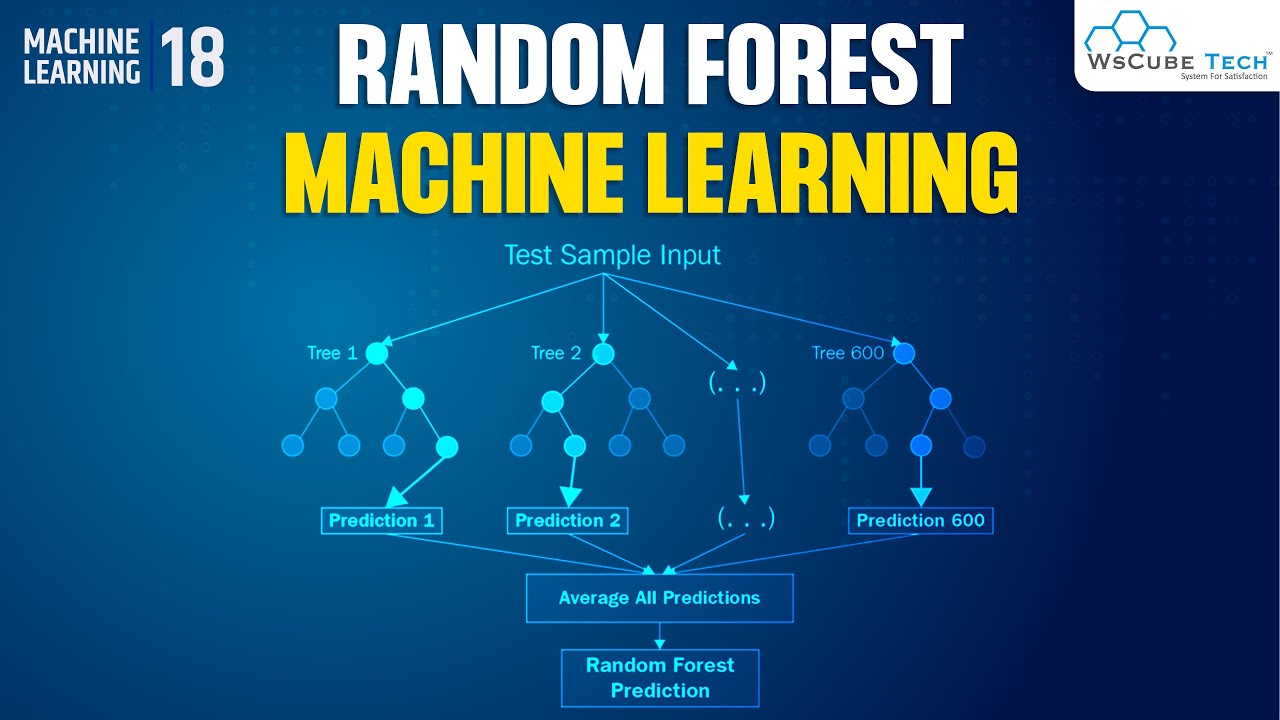 MACHINE
LEARNING
18
RANDOM FOREST
MACHINE LEARNING
WSCUBE TECH™
System For Satisfaction
Test Sample Input
Tree 1
Tree 2
(. . .)
Tree 600
Prediction 1
Prediction 2
(. . .)
Prediction 600
Average All Predictions
Random Forest
Prediction